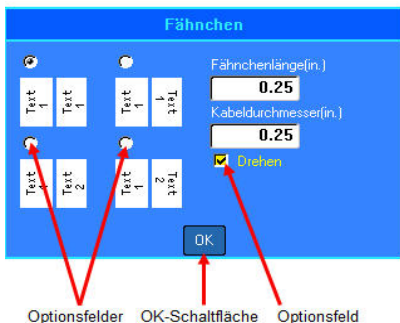 Fähnchen
Fähnchenlänge(in.)
0.25
Kabeldurchmesser(in.)
0.25
Drehen
Text
1
Text
1
Text
1
Text
1
Text
1
Text
2
Text
1
Text
2
OK
Optionsfelder OK-Schaltfläche Optionsfeld